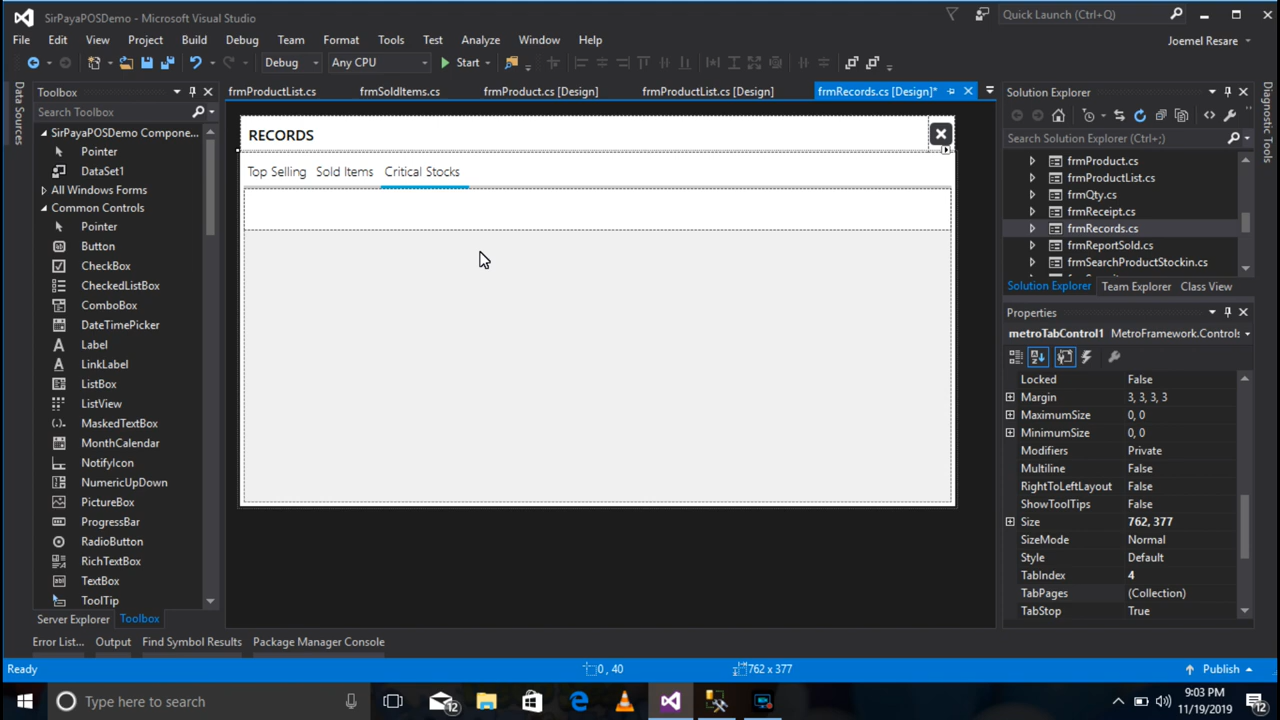 SirPayaPOSDemo - Microsoft Visual Studio
Quick Launch (Ctrl+Q)
File Edit View Project Build Debug Team Format Tools Test Analyze Window Help
Joemel Resare
Debug Any CPU Start
Data Sources
Toolbox
Search Toolbox
SirPayaPOSDemo Compone...
Pointer
DataSet1
All Windows Forms
Common Controls
Pointer
Button
CheckBox
CheckedListBox
ComboBox
DateTimePicker
Label
LinkLabel
ListBox
ListView
MaskedTextBox
MonthCalendar
NotifyIcon
NumericUpDown
PictureBox
ProgressBar
RadioButton
RichTextBox
TextBox
ToolTip
Server Explorer Toolbox
frmProductList.cs frmSoldItems.cs frmProduct.cs [Design] frmProductList.cs [Design] frmRecords.cs [Design]*
RECORDS
Top Selling Sold Items Critical Stocks
Solution Explorer
Search Solution Explorer (Ctrl+;)
frmProduct.cs
frmProductList.cs
frmQty.cs
frmReceipt.cs
frmRecords.cs
frmReportSold.cs
frmSearchProductStockin.cs
Solution Explorer Team Explorer Class View
Properties
metroTabControl1 MetroFramework.Controls
Locked False
Margin 3, 3, 3, 3
MaximumSize 0, 0
MinimumSize 0, 0
Modifiers Private
Multiline False
RightToLeftLayout False
ShowToolTips False
Size 762, 377
SizeMode Normal
Style Default
TabIndex 4
TabPages (Collection)
TabStop True
Diagnostic Tools
Error List... Output Find Symbol Results Package Manager Console
Ready 0, 40 762 x 377 Publish
Type here to search
12
9:03 PM
11/19/2019
12